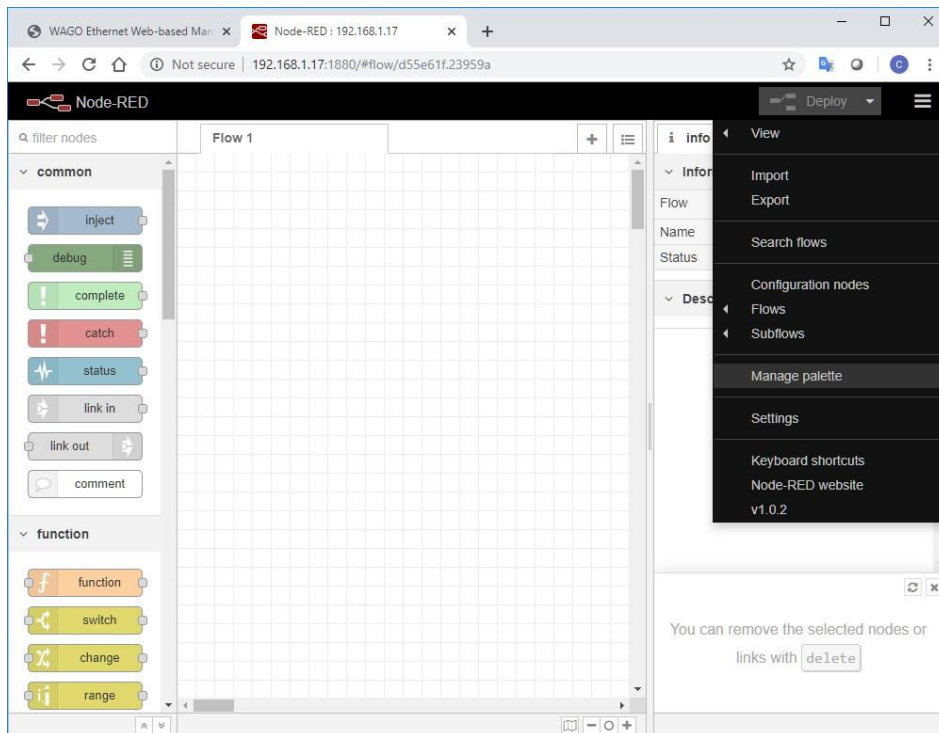 WAGO Ethernet Web-based Man
Node-RED : 192.168.1.17
Not secure | 192.168.1.17:1880/#flow/d55e61f.23959a
C
Node-RED
Deploy
filter nodes
Flow 1
i info
common
inject
debug
complete
catch
status
link in
link out
comment
function
function
switch
change
range
Infor
Flow
Name
Status
Desc
View
Import
Export
Search flows
Configuration nodes
Flows
Subflows
Manage palette
Settings
Keyboard shortcuts
Node-RED website
v1.0.2
You can remove the selected nodes or
links with delete